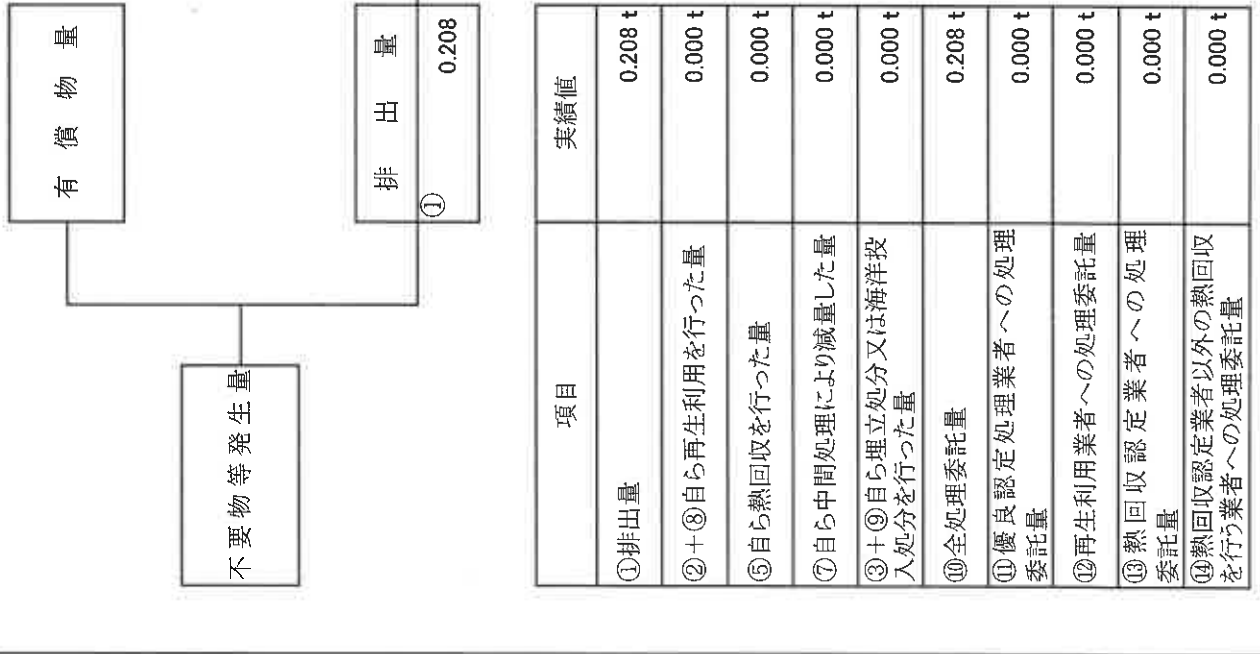 有償物量
不要物等発生量
排出量
① 0.208
項目 実績値
①排出量 0.208 t
②+⑧自ら再生利用を行った量 0.000 t
⑤自ら熱回収を行った量 0.000 t
⑦自ら中間処理により減量した量 0.000 t
③+⑨自ら埋立処分又は海洋投
入処分を行った量 0.000 t
⑩全処理委託量 0.208 t
⑪優良認定処理業者への処理
委託量 0.000 t
⑫再生利用業者への処理委託量 0.000 t
⑬熱回収認定業者への処理
委託量 0.000 t
⑭熱回収認定業者以外の熱回収
を行う業者への処理委託量 0.000 t